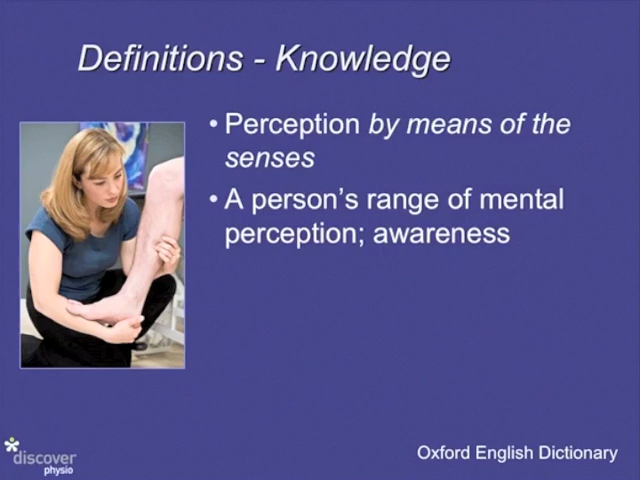 Definitions - Knowledge
• Perception by means of the
senses
• A person's range of mental
perception; awareness
Oxford English Dictionary
discover
physio